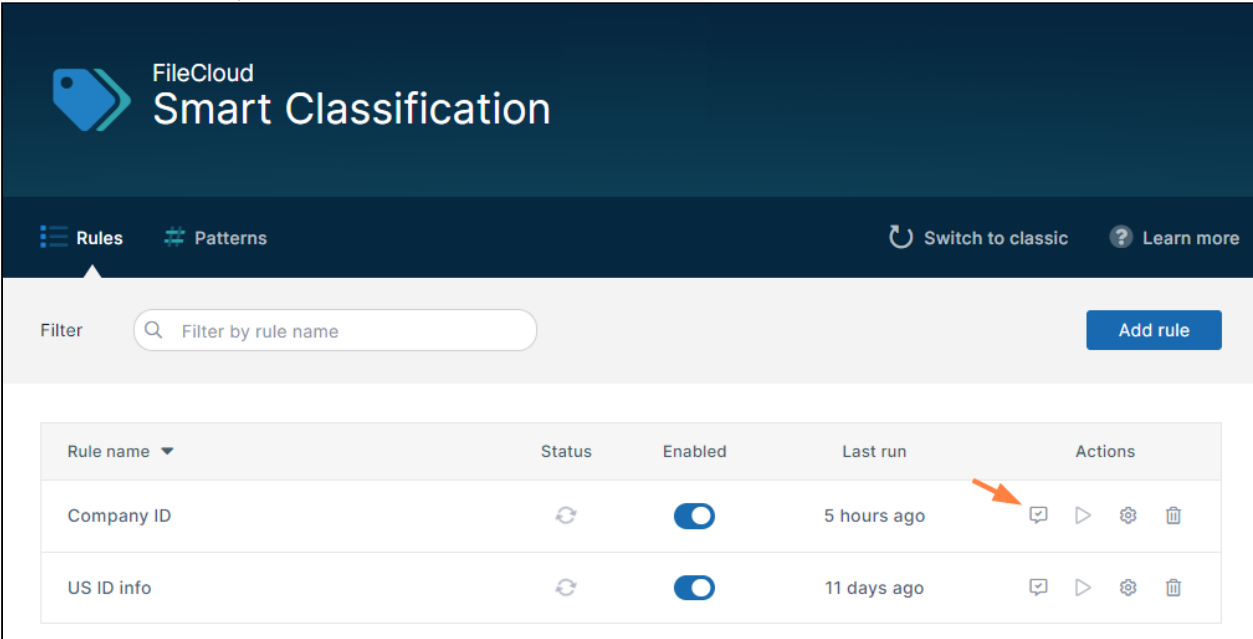 FileCloud
Smart Classification
Rules Patterns Switch to classic ? Learn more
Filter Filter by rule name Add rule
Rule name Status Enabled Last run Actions
Company ID 5 hours ago
US ID info 11 days ago